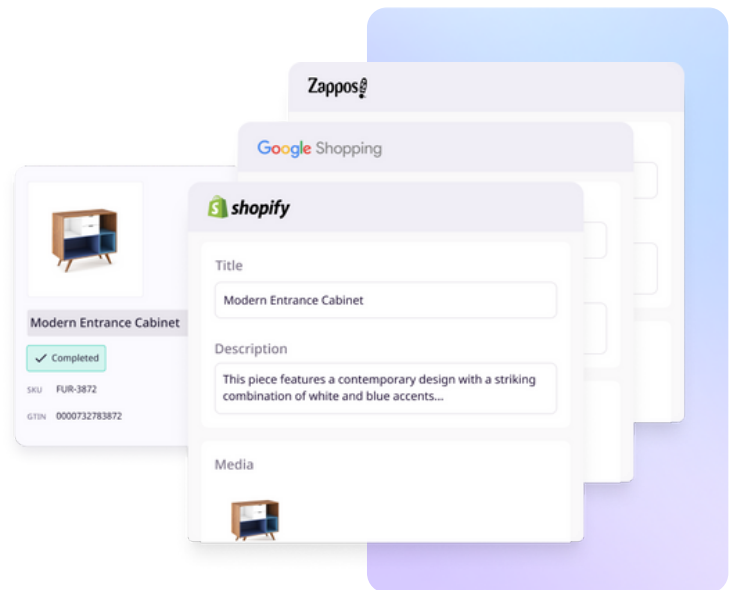 Zappos
Google Shopping
shopify
Title
Modern Entrance Cabinet
Description
This piece features a contemporary design with a striking
combination of white and blue accents...
Media
Modern Entrance Cabinet
Completed
SKU FUR-3872
GTIN 0000732783872